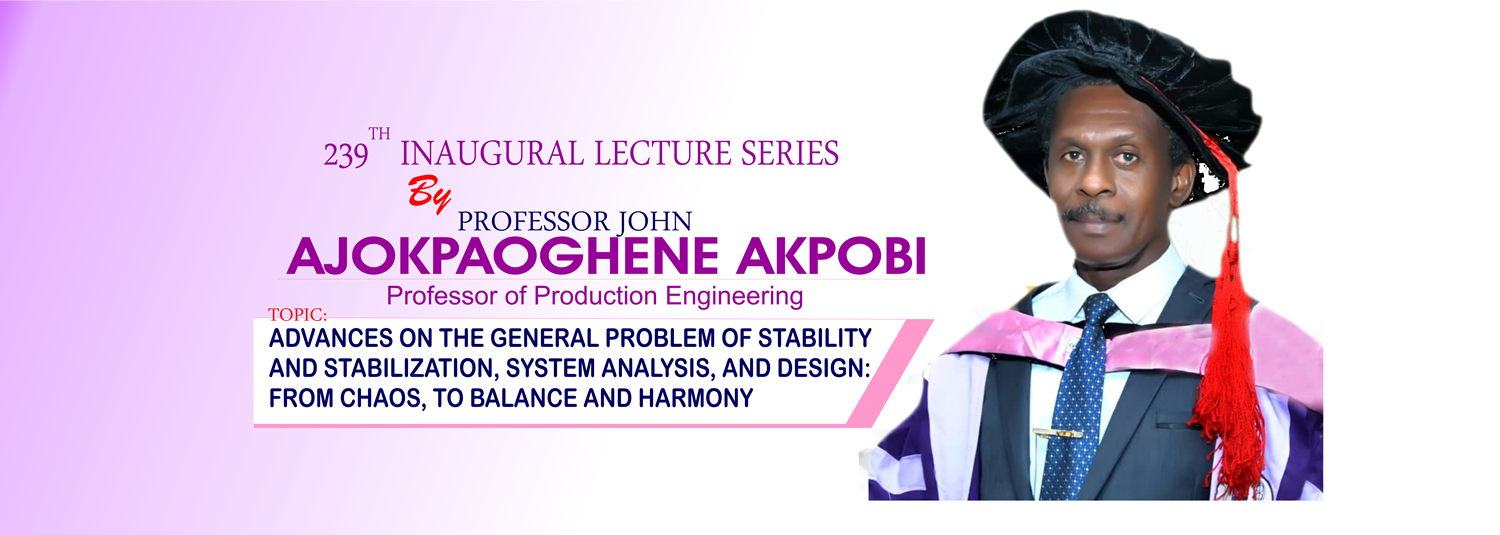 239TH INAUGURAL LECTURE SERIES
By
PROFESSOR JOHN
AJOKPAOGHENE AKPOBI
Professor of Production Engineering
TOPIC:
ADVANCES ON THE GENERAL PROBLEM OF STABILITY
AND STABILIZATION, SYSTEM ANALYSIS, AND DESIGN:
FROM CHAOS, TO BALANCE AND HARMONY